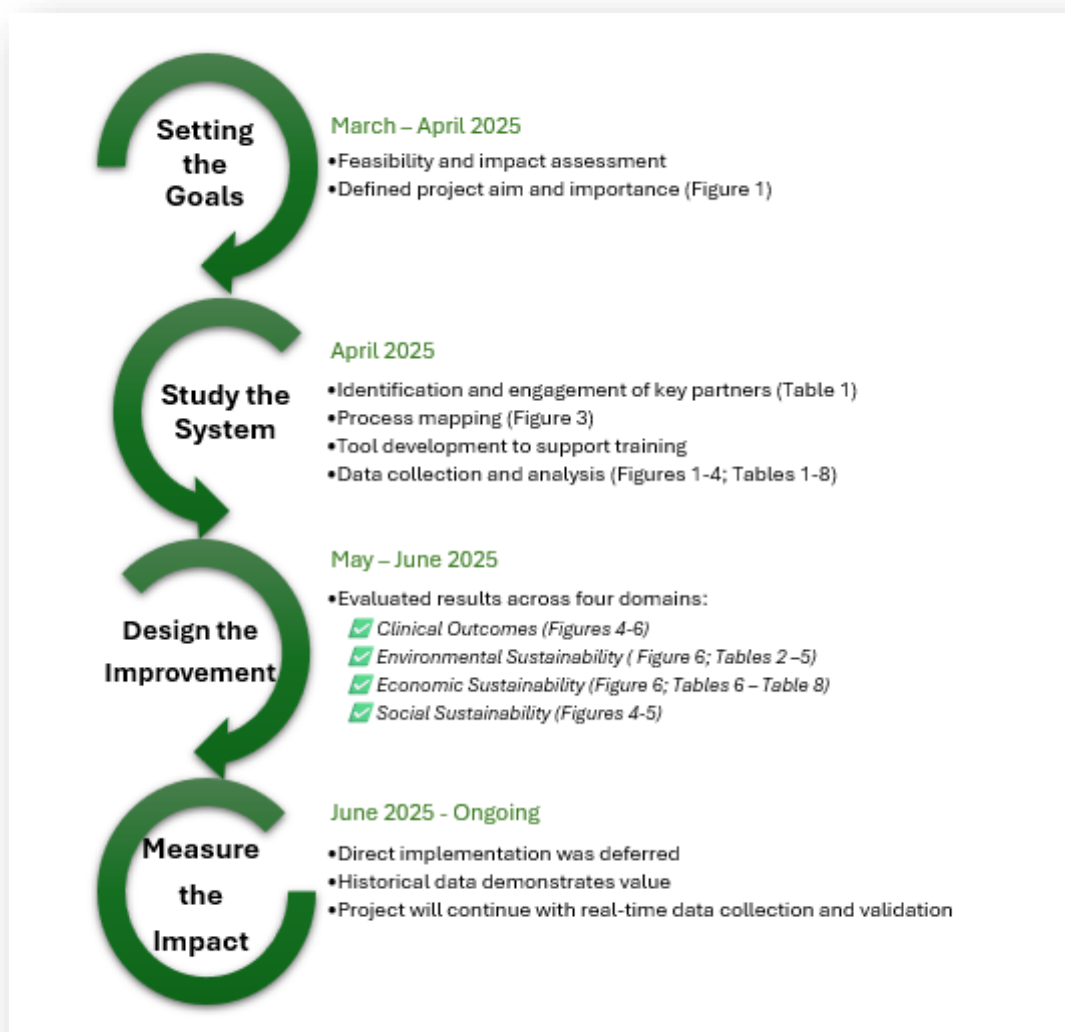 Setting
the
Goals
March – April 2025
•Feasibility and impact assessment
•Defined project aim and importance (Figure 1)
Study the
System
April 2025
•Identification and engagement of key partners (Table 1)
•Process mapping (Figure 3)
•Tool development to support training
•Data collection and analysis (Figures 1-4; Tables 1-8)
Design the
Improvement
May – June 2025
•Evaluated results across four domains:
✅ Clinical Outcomes (Figures 4-6)
✅ Environmental Sustainability ( Figure 6; Tables 2 –5)
✅ Economic Sustainability (Figure 6; Tables 6 – Table 8)
✅ Social Sustainability (Figures 4-5)
Measure
the
Impact
June 2025 - Ongoing
•Direct implementation was deferred
•Historical data demonstrates value
•Project will continue with real-time data collection and validation